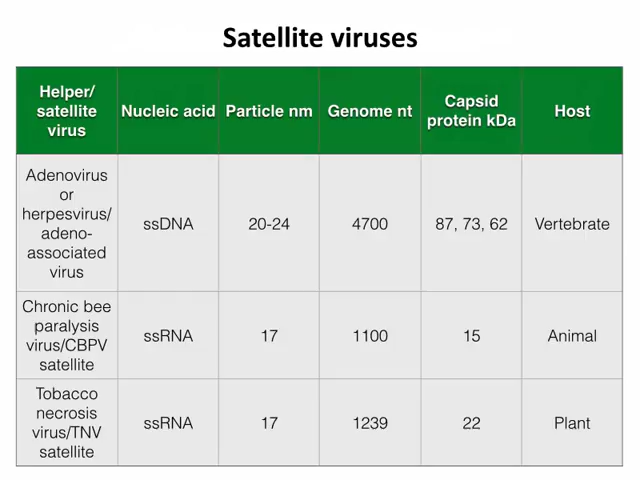 Satellite viruses
Helper/
satellite
virus
Nucleic acid
Particle nm
Genome nt
Capsid
protein kDa
Host
Adenovirus
or
herpesvirus/
adeno-
associated
virus
ssDNA
20-24
4700
87, 73, 62
Vertebrate
Chronic bee
paralysis
virus/CBPV
satellite
ssRNA
17
1100
15
Animal
Tobacco
necrosis
virus/TNV
satellite
ssRNA
17
1239
22
Plant